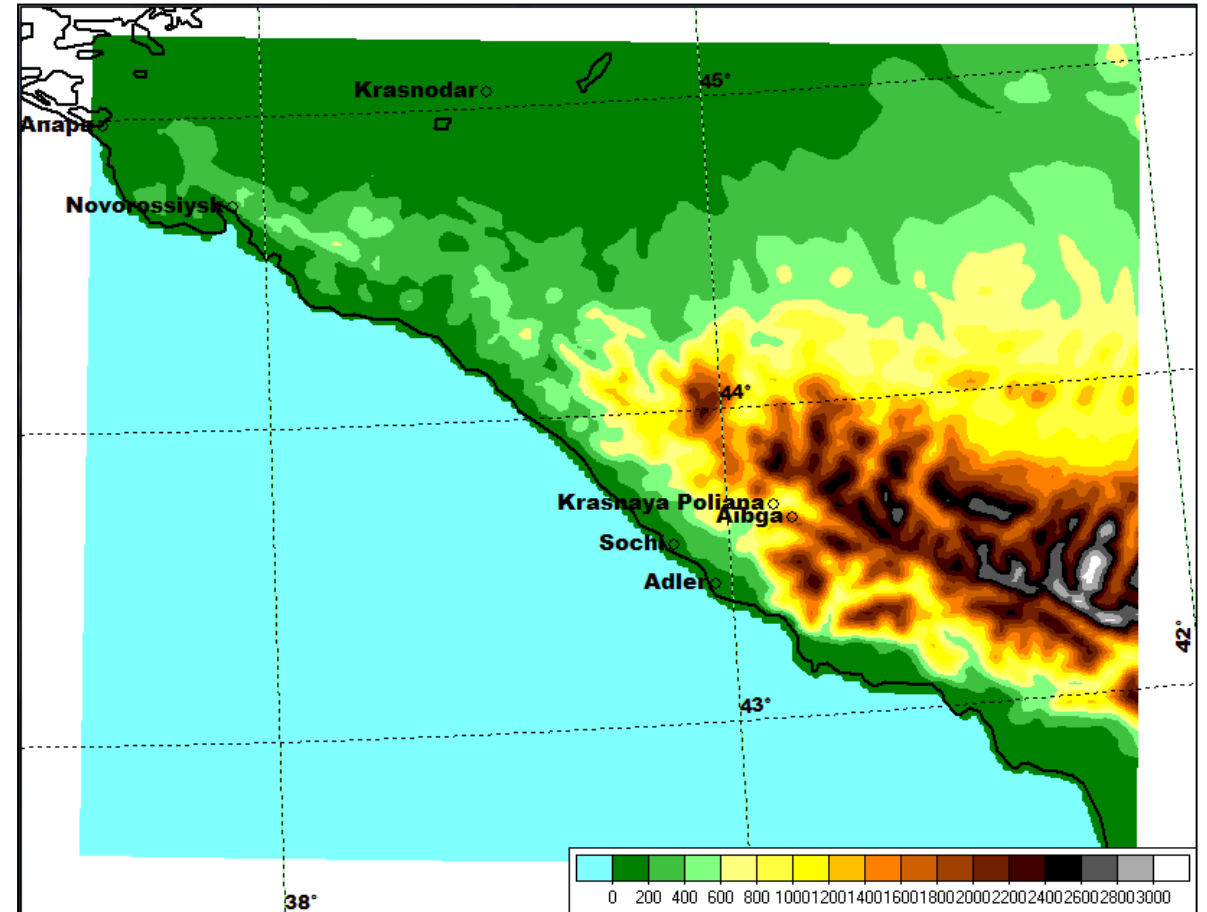 45°
Krasnodar
Anapa
Novorossiysk
44°
Krasnaya Poliana
Aibga
Sochi
Adler
42°
43°
0 200 400 600 800 1000 1200 1400 1600 1800 2000 2200 2400 2600 2800 3000
38°